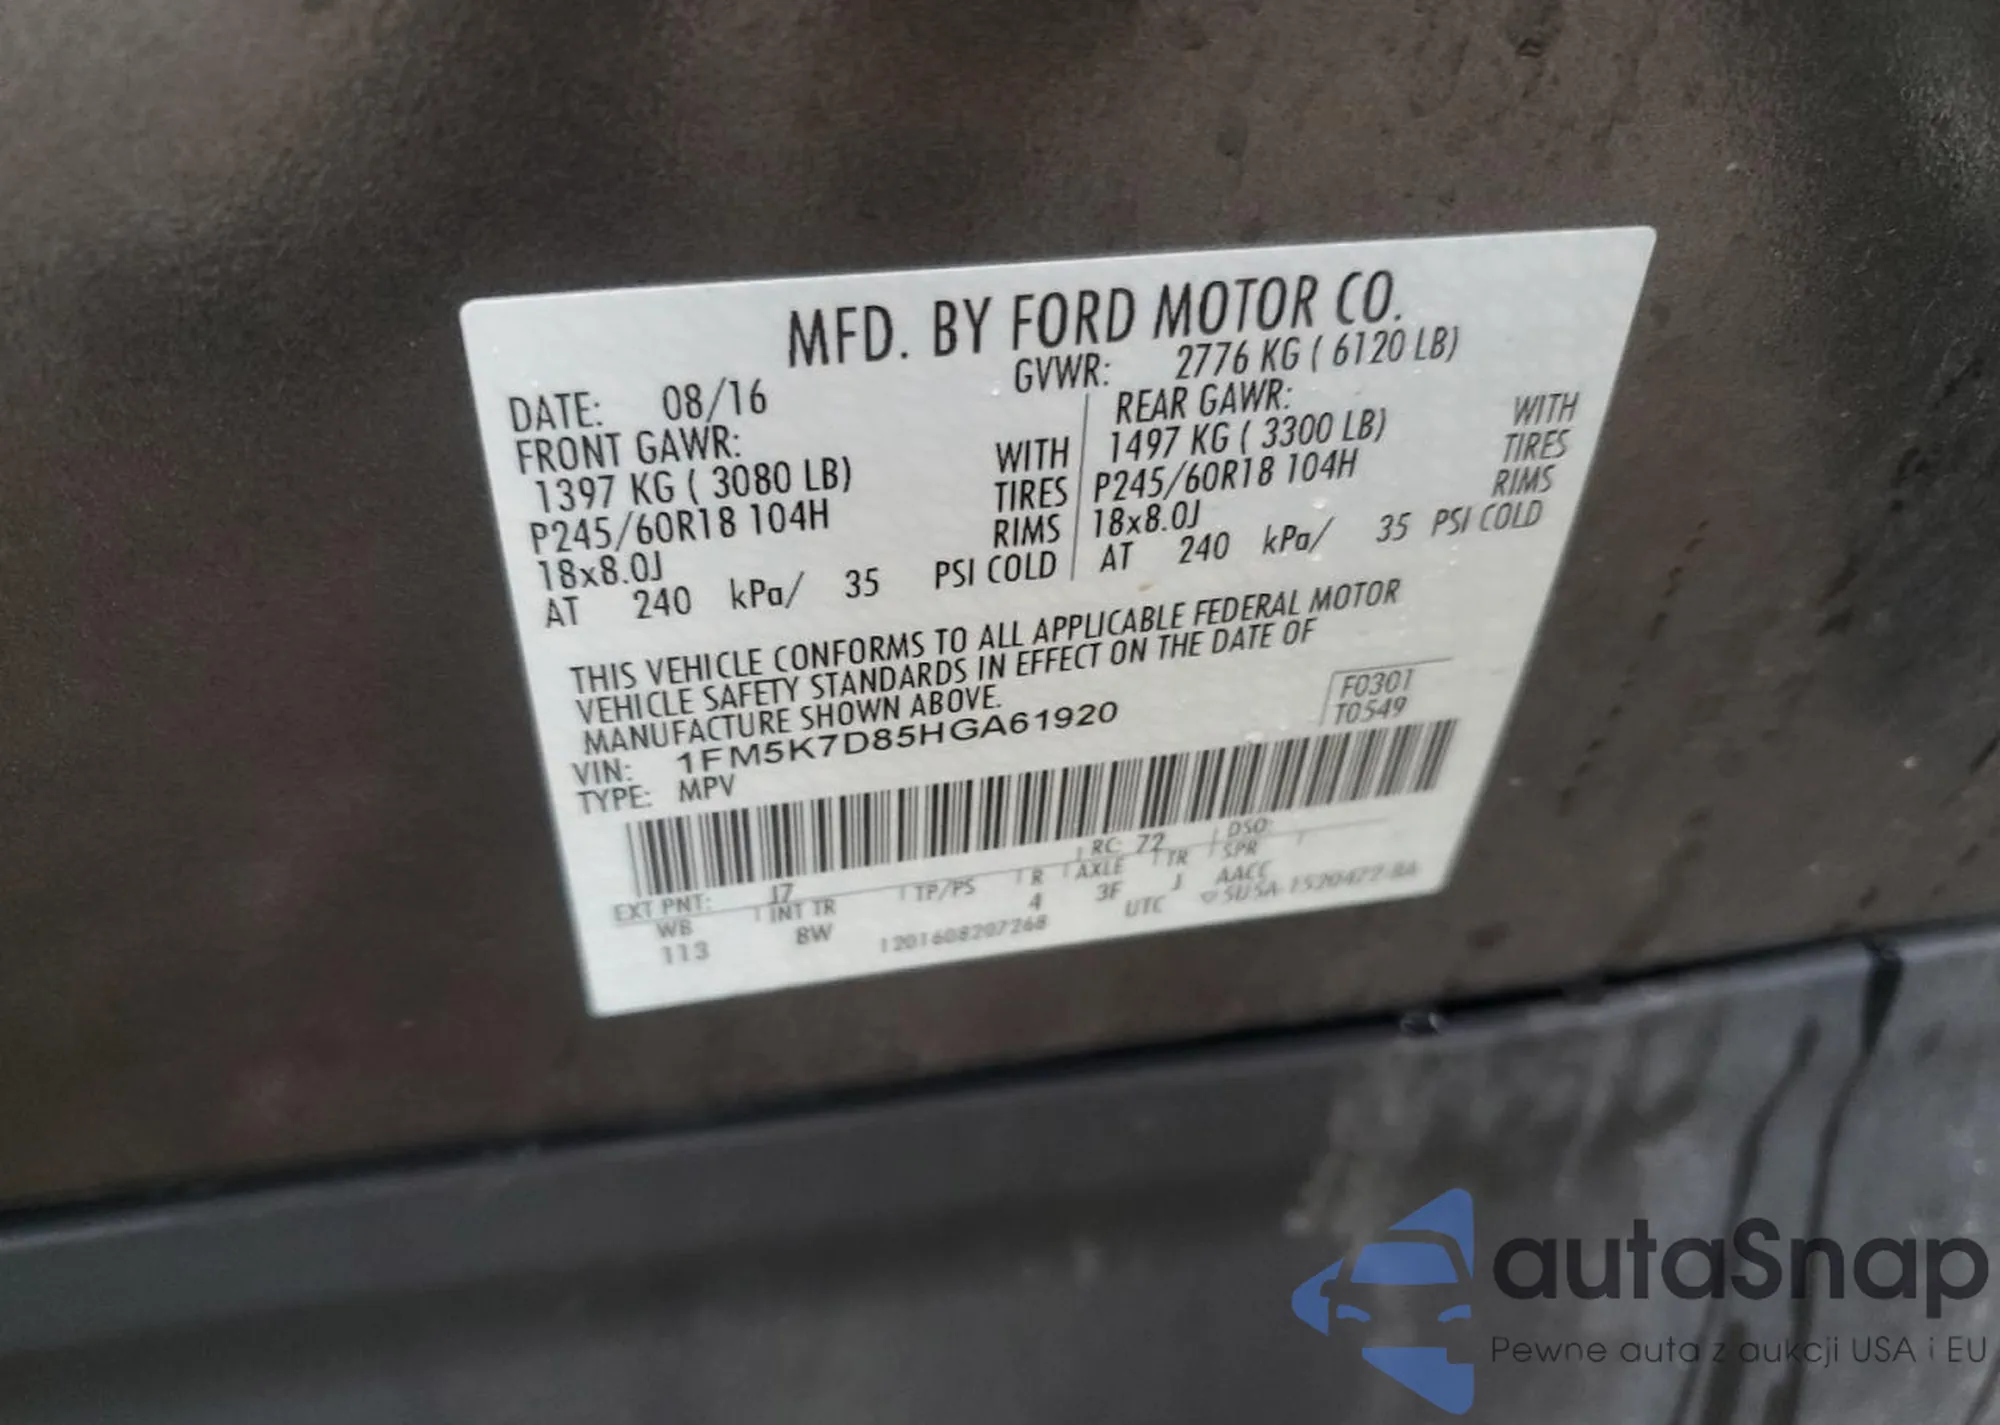 MFD. BY FORD MOTOR CO.
DATE: 08/16 GVWR: 2776 KG ( 6120 LB)
FRONT GAWR: REAR GAWR:
1397 KG ( 3080 LB) WITH 1497 KG ( 3300 LB) WITH
P245/60R18 104H TIRES P245/60R18 104H TIRES
18x8.0J RIMS 18x8.0J RIMS
AT 240 kPa/ 35 PSI COLD AT 240 kPa/ 35 PSI COLD
THIS VEHICLE CONFORMS TO ALL APPLICABLE FEDERAL MOTOR
VEHICLE SAFETY STANDARDS IN EFFECT ON THE DATE OF
MANUFACTURE SHOWN ABOVE.
F0301
T0549
VIN: 1FM5K7D85HGA61920
TYPE: MPV
EXT PNT: J7 RC: 72 DSO:
WB INT TR TP/PS R AXLE TR SPR
113 BW 4 3F J AACC
1201608207268 UTC
autaSnap
Pewne auta z aukcji USA i EU